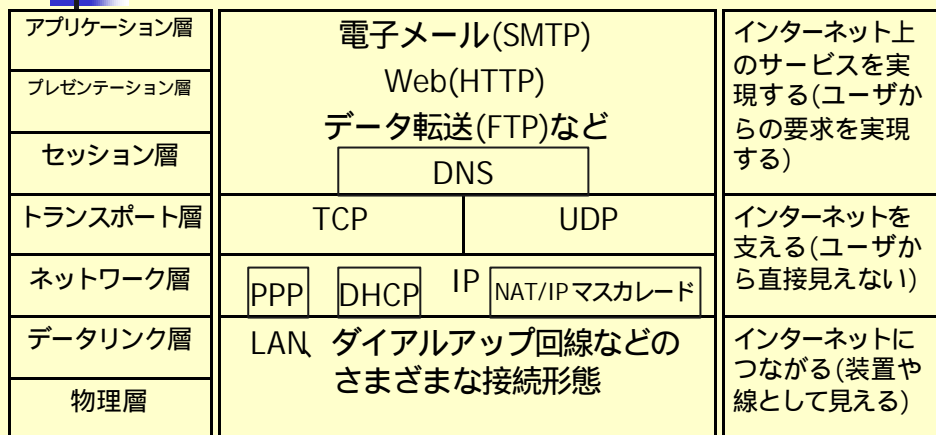 アプリケーション層
プレゼンテーション層
セッション層
トランスポート層
ネットワーク層
データリンク層
物理層
電子メール(SMTP)
Web(HTTP)
データ転送(FTP)など
DNS
TCP UDP
PPP DHCP IP NAT/IPマスカレード
LAN、ダイアルアップ回線などの
さまざまな接続形態
インターネット上
のサービスを実
現する(ユーザか
らの要求を実現
する)
インターネットを
支える(ユーザか
ら直接見えない)
インターネットに
つながる(装置や
線として見える)